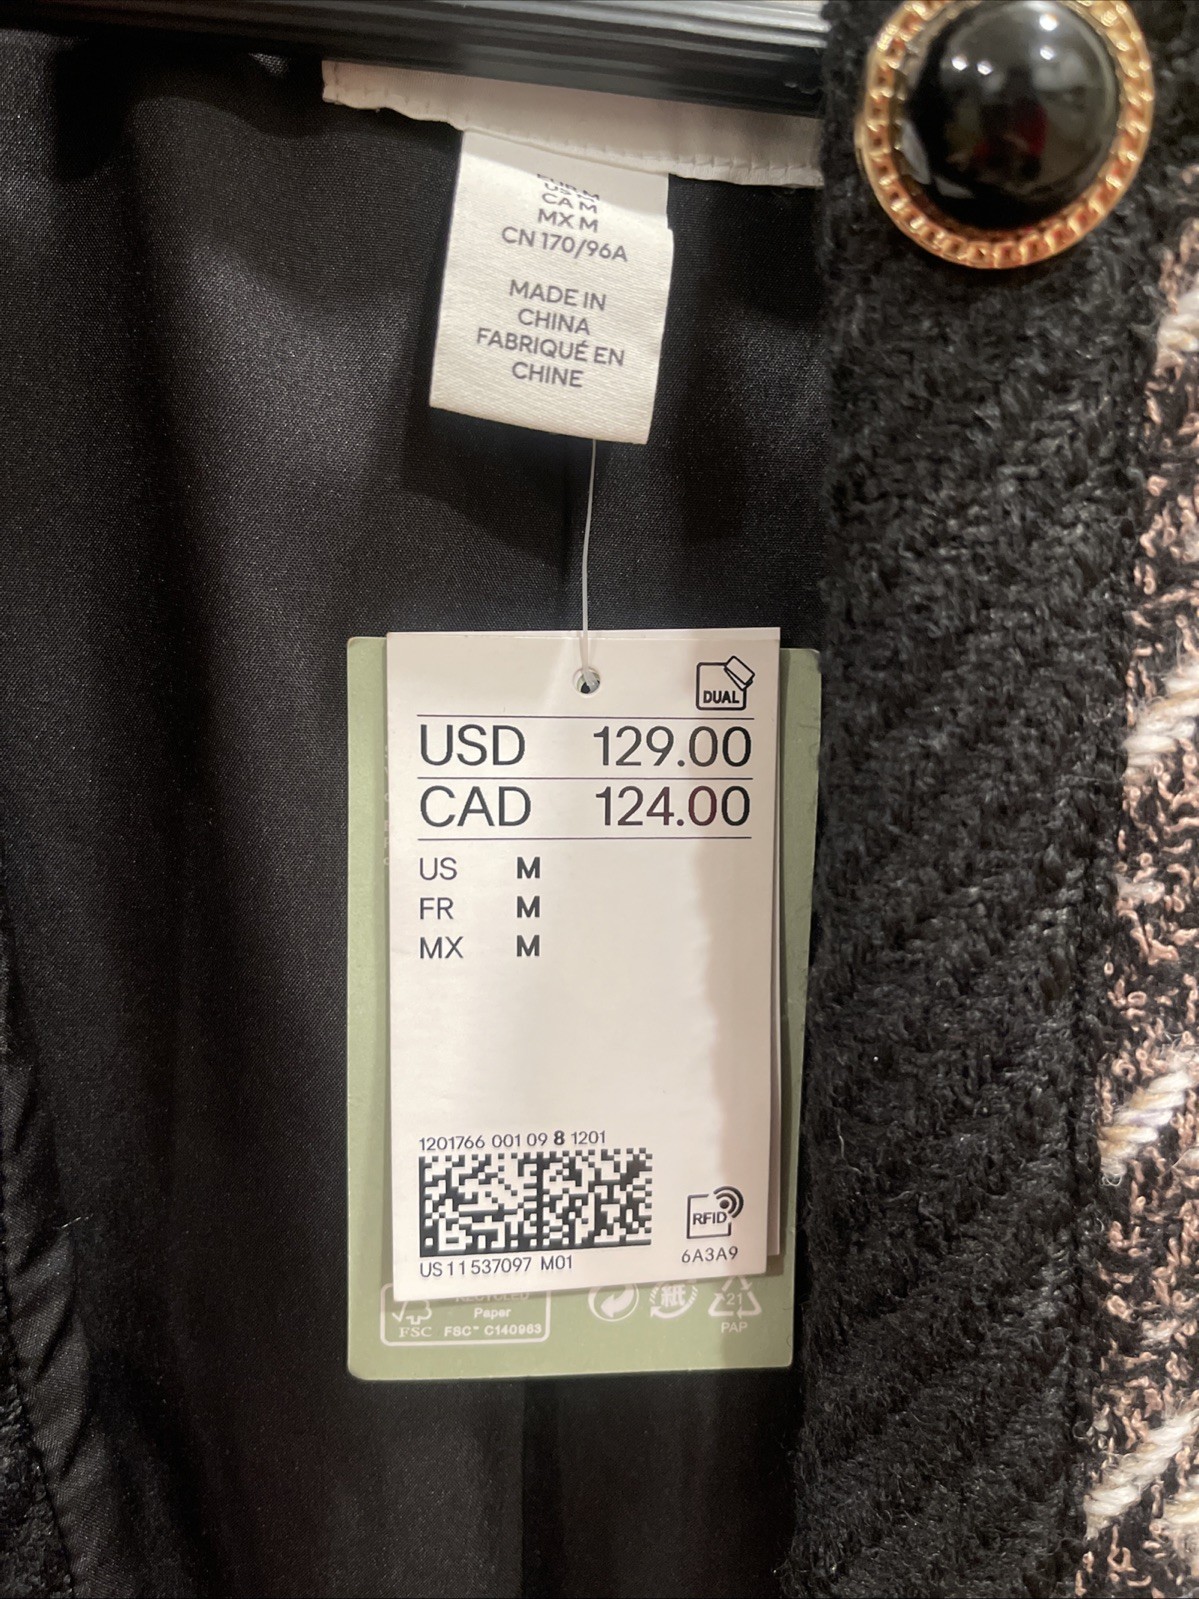 CA M
MX M
CN 170/96A
MADE IN
CHINA
FABRIQUÉ EN
CHINE
DUAL
USD 129.00
CAD 124.00
US M
FR M
MX M
1201766 001 09 8 1201
RFID
6A3A9
US 11 537097 M01
RECYCLED
Paper
FSC FSC™ C140963
紙
21
PAP